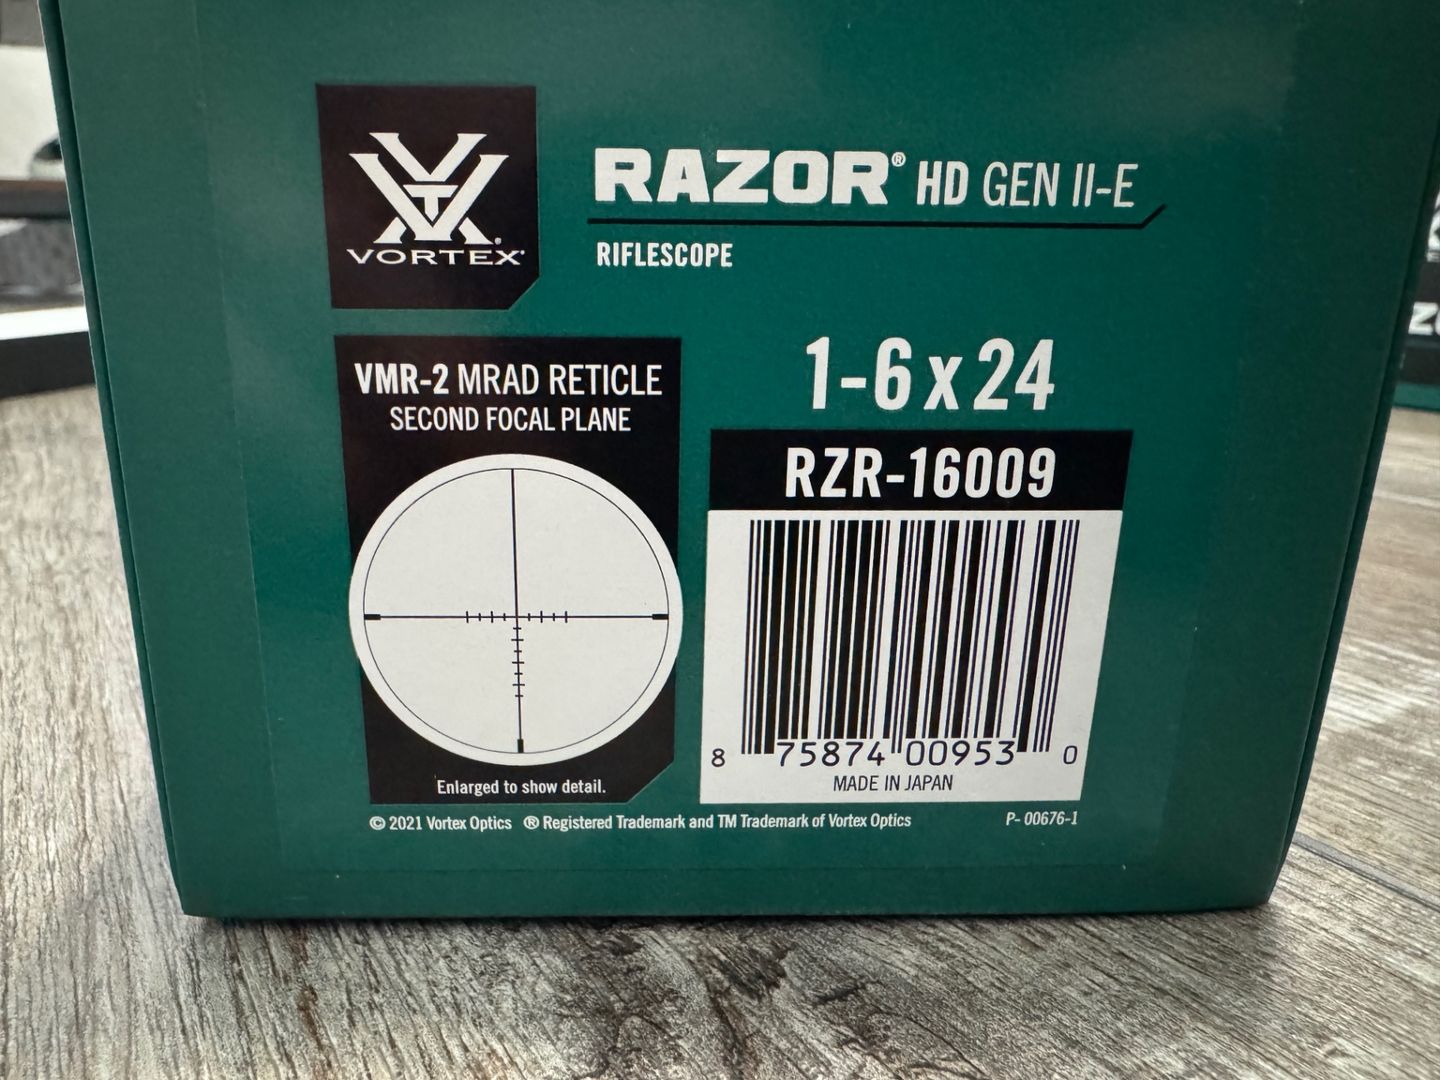 VORTEX®
RAZOR® HD GEN II-E
RIFLESCOPE
VMR-2 MRAD RETICLE
SECOND FOCAL PLANE
Enlarged to show detail.
1-6x24
RZR-16009
8 75874 00953 0
MADE IN JAPAN
© 2021 Vortex Optics ® Registered Trademark and TM Trademark of Vortex Optics
P- 00676-1